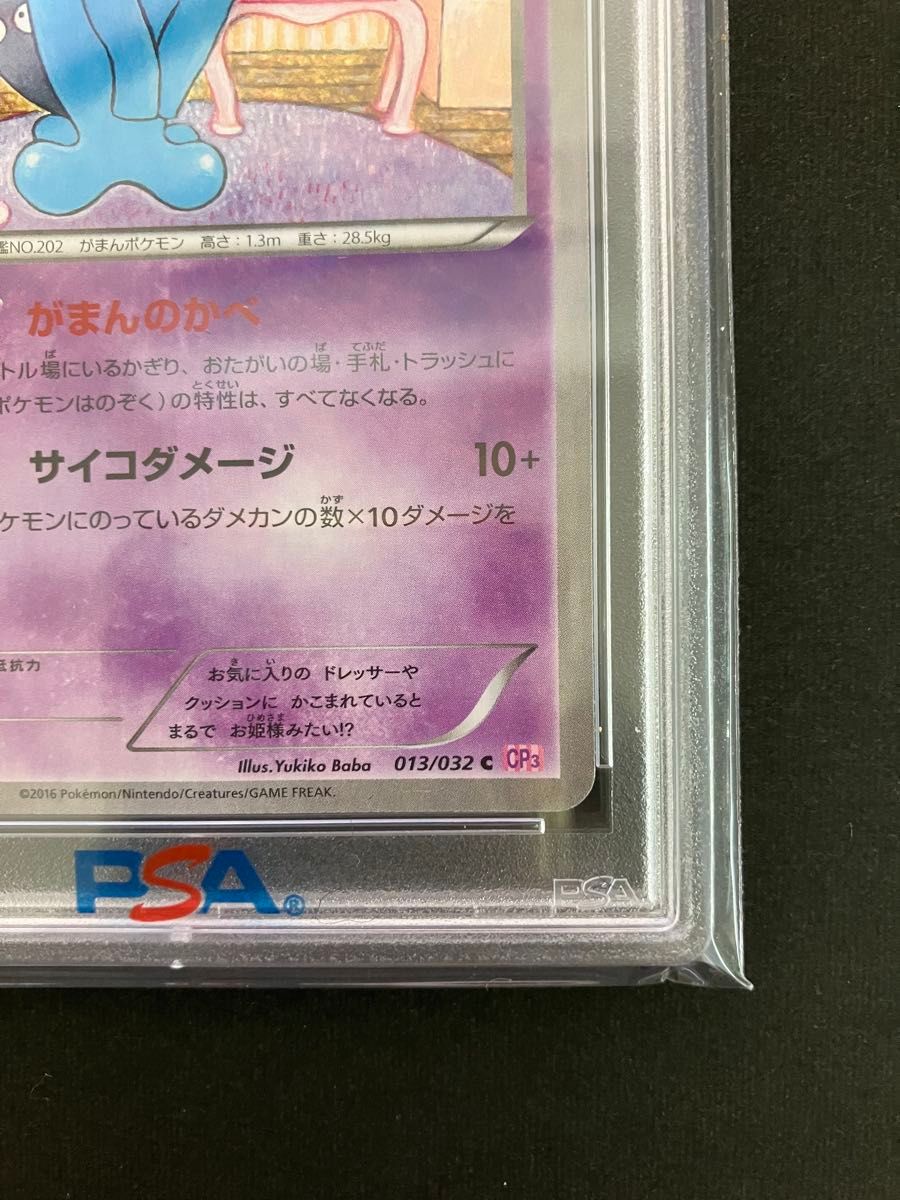 鑑NO.202 がまんポケモン 高さ：1.3m 重さ：28.5kg
がまんのかべ
トル場にいるかぎり、おたがいの場・手札・トラッシュに
ポケモンはのぞく）の特性は、すべてなくなる。
サイコダメージ 10+
ケモンにのっているダメカンの数×10ダメージを
抵抗力
お気に入りの ドレッサーや
クッションに かこまれていると
まるで お姫様みたい!?
Illus.Yukiko Baba 013/032 C CP3
©2016 Pokémon/Nintendo/Creatures/GAME FREAK.
PSA®
PSA